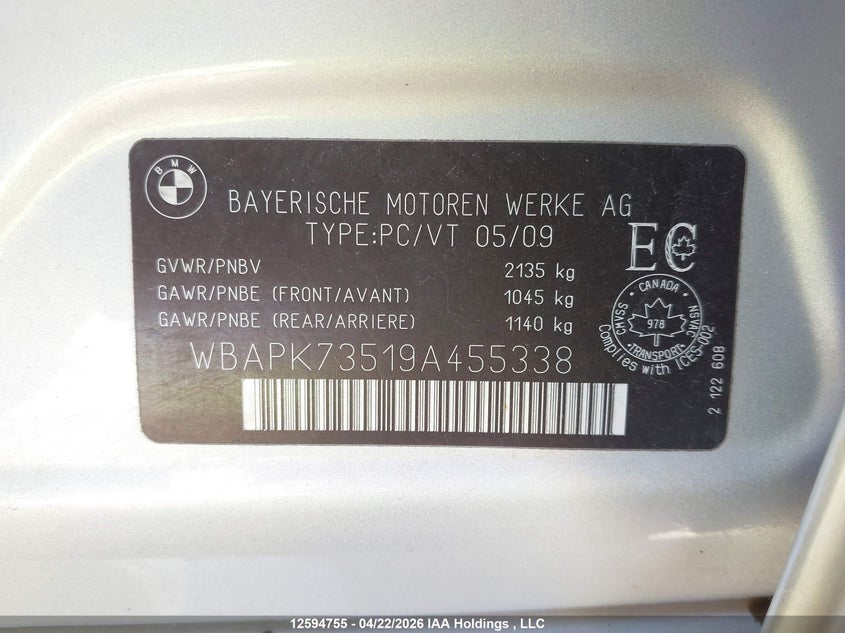 BMW
BAYERISCHE MOTOREN WERKE AG
TYPE:PC/VT 05/09
EC
GVWR/PNBV 2135 kg
GAWR/PNBE (FRONT/AVANT) 1045 kg
GAWR/PNBE (REAR/ARRIERE) 1140 kg
WBAPK73519A455338
CANADA
CMVSS
NSVAC
978
TRANSPORT
Complies with ICES-002
2 122 608
12594755 - 04/22/2026 IAA Holdings , LLC